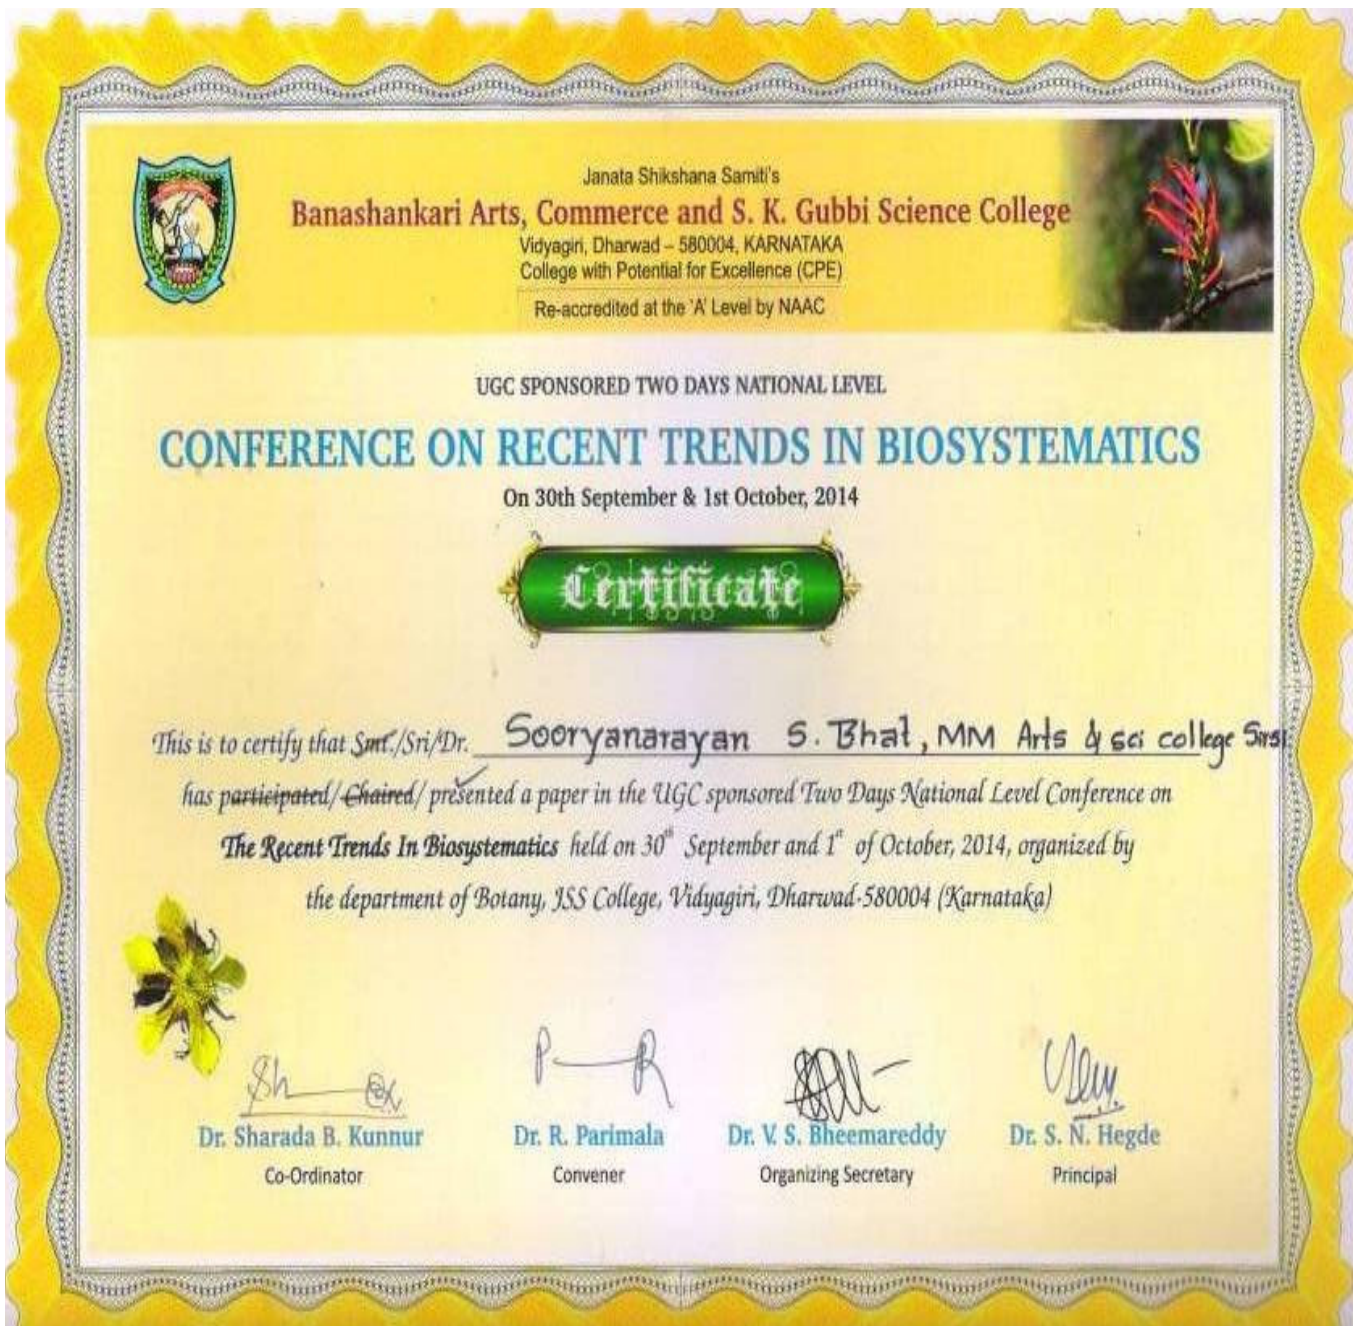 Janata Shikshana Samiti's
Banashankari Arts, Commerce and S. K. Gubbi Science College
Vidyagiri, Dharwad – 580004, KARNATAKA
College with Potential for Excellence (CPE)
Re-accredited at the 'A' Level by NAAC
UGC SPONSORED TWO DAYS NATIONAL LEVEL
CONFERENCE ON RECENT TRENDS IN BIOSYSTEMATICS
On 30th September & 1st October, 2014
Certificate
This is to certify that Smt./Sri/Dr. Sooryanarayan S. Bhat, MM Arts & sci college Sirsi
has participated/ Chaired/ presented a paper in the UGC sponsored Two Days National Level Conference on
The Recent Trends In Biosystematics held on 30th September and 1st of October, 2014, organized by
the department of Botany, JSS College, Vidyagiri, Dharwad-580004 (Karnataka)
Dr. Sharada B. Kunnur Dr. R. Parimala Dr. V. S. Bheemareddy Dr. S. N. Hegde
Co-Ordinator Convener Organizing Secretary Principal